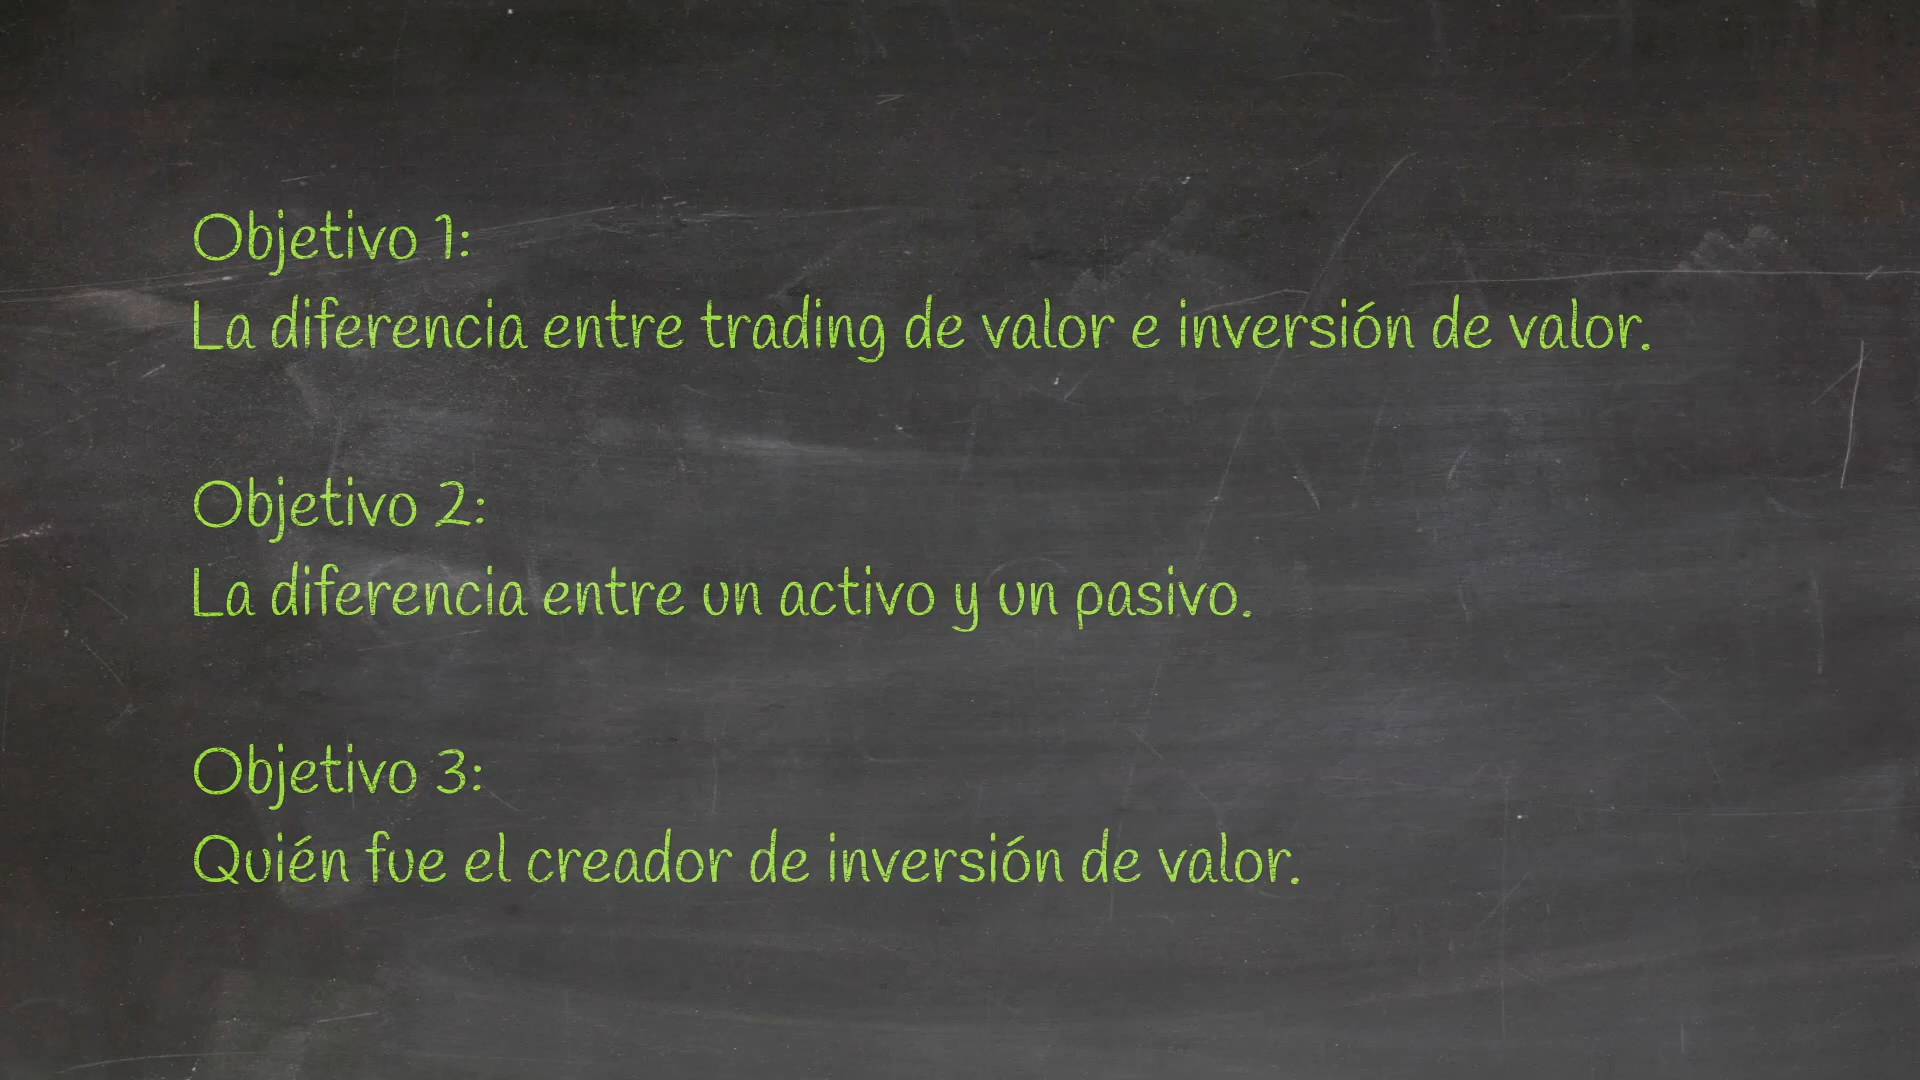 Objetivo 1:
La diferencia entre trading de valor e inversión de valor.
Objetivo 2:
La diferencia entre un activo y un pasivo.
Objetivo 3:
Quién fue el creador de inversión de valor.